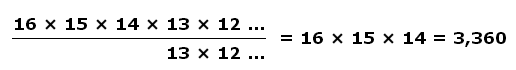 16 × 15 × 14 × 13 × 12 ...
13 × 12 ...
= 16 × 15 × 14 = 3,360